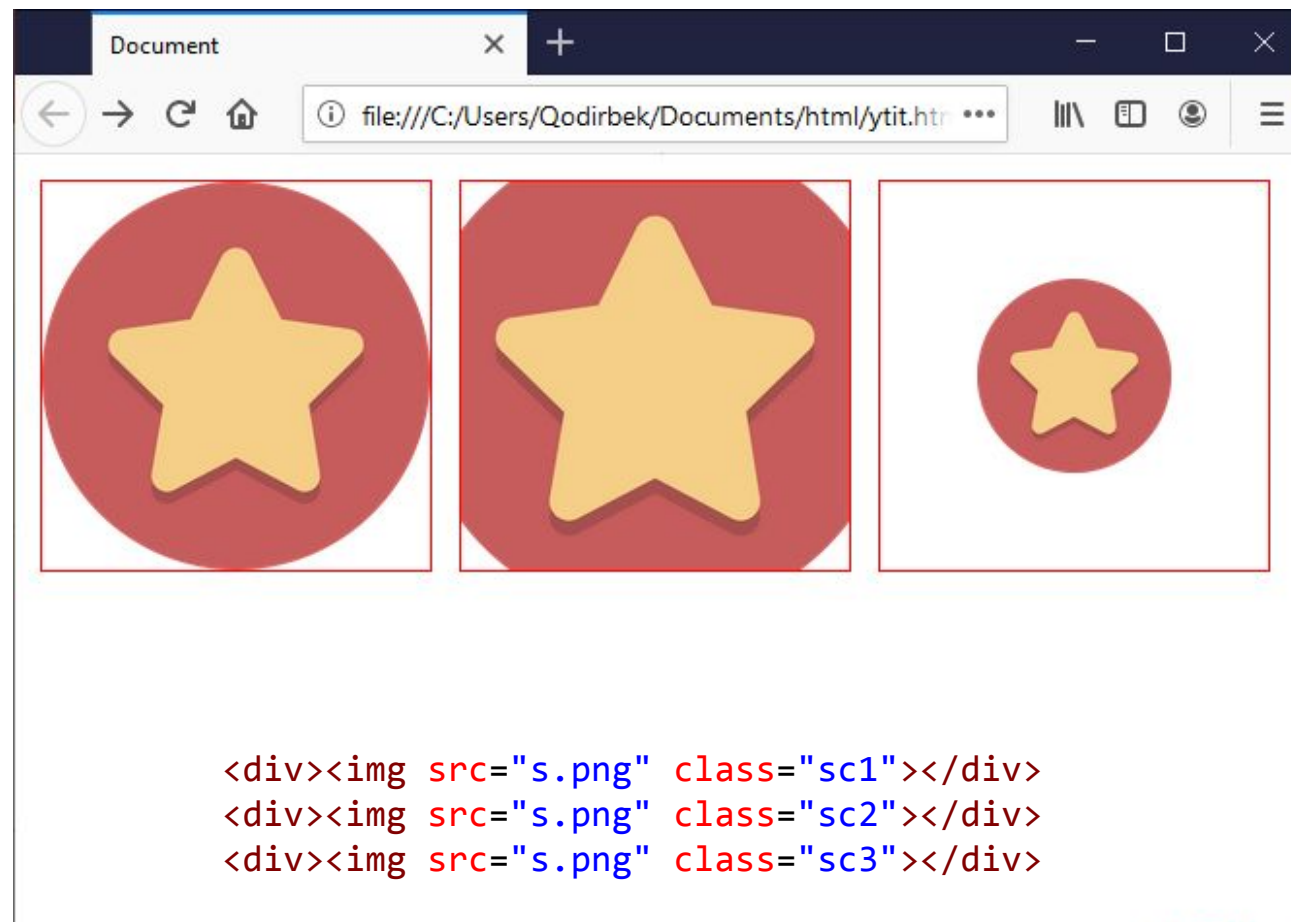 Document
file:///C:/Users/Qodirbek/Documents/html/ytit.htm
<div><img src="s.png" class="sc1"></div>
<div><img src="s.png" class="sc2"></div>
<div><img src="s.png" class="sc3"></div>